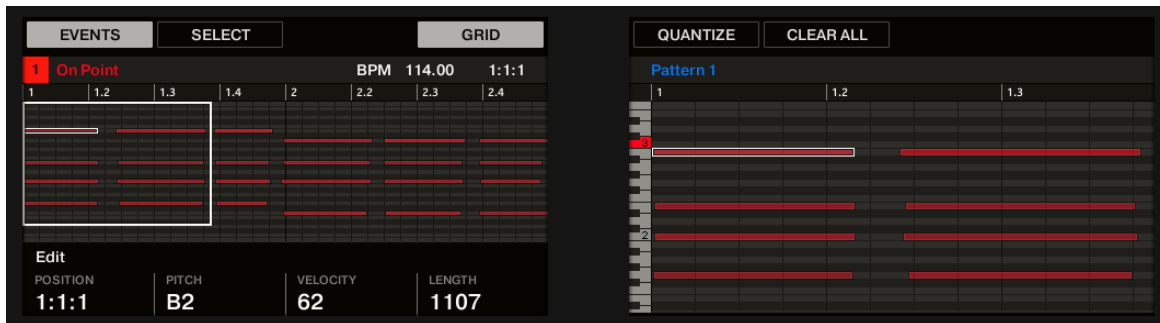 EVENTS SELECT GRID
1 On Point BPM 114.00 1:1:1
1 1.2 1.3 1.4 2 2.2 2.3 2.4
Edit
POSITION PITCH VELOCITY LENGTH
1:1:1 B2 62 1107
QUANTIZE CLEAR ALL
Pattern 1
1 1.2 1.3
3
2